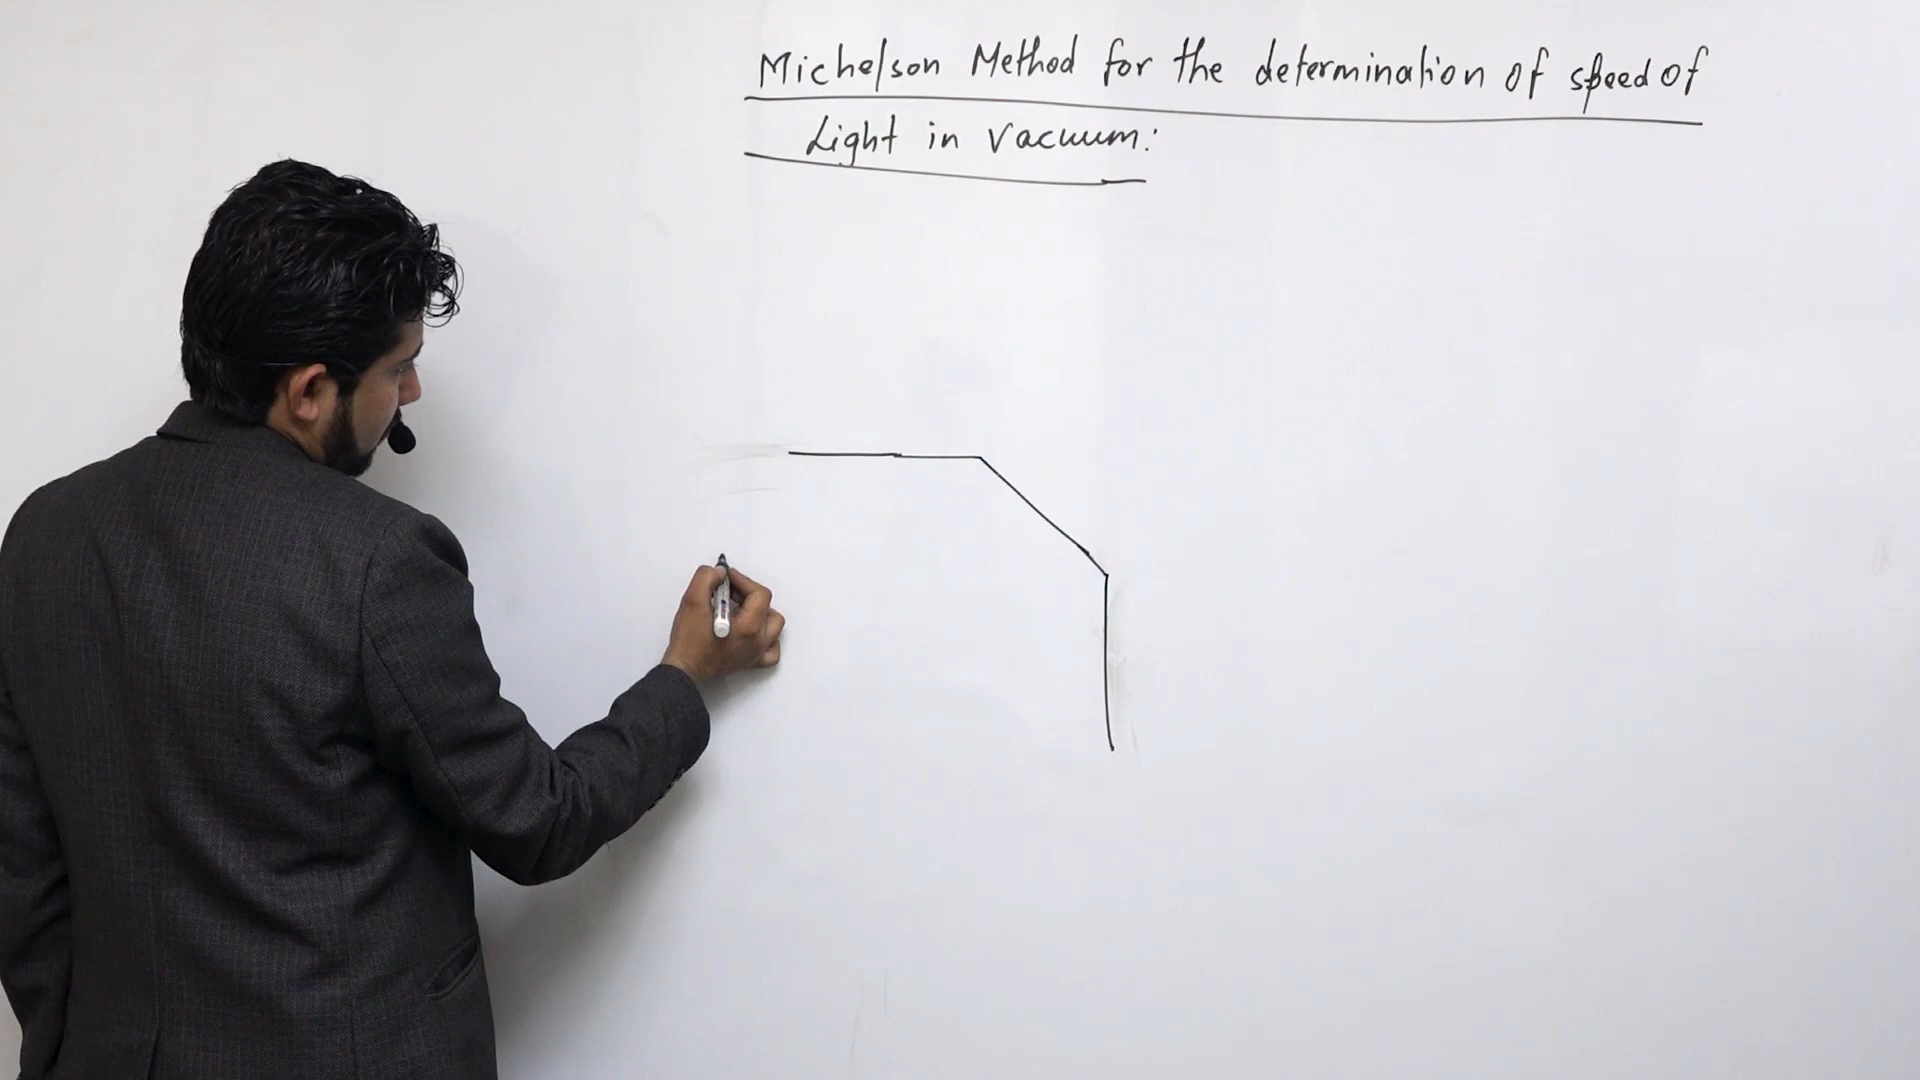 Michelson Method for the determination of speed of
Light in Vacuum: